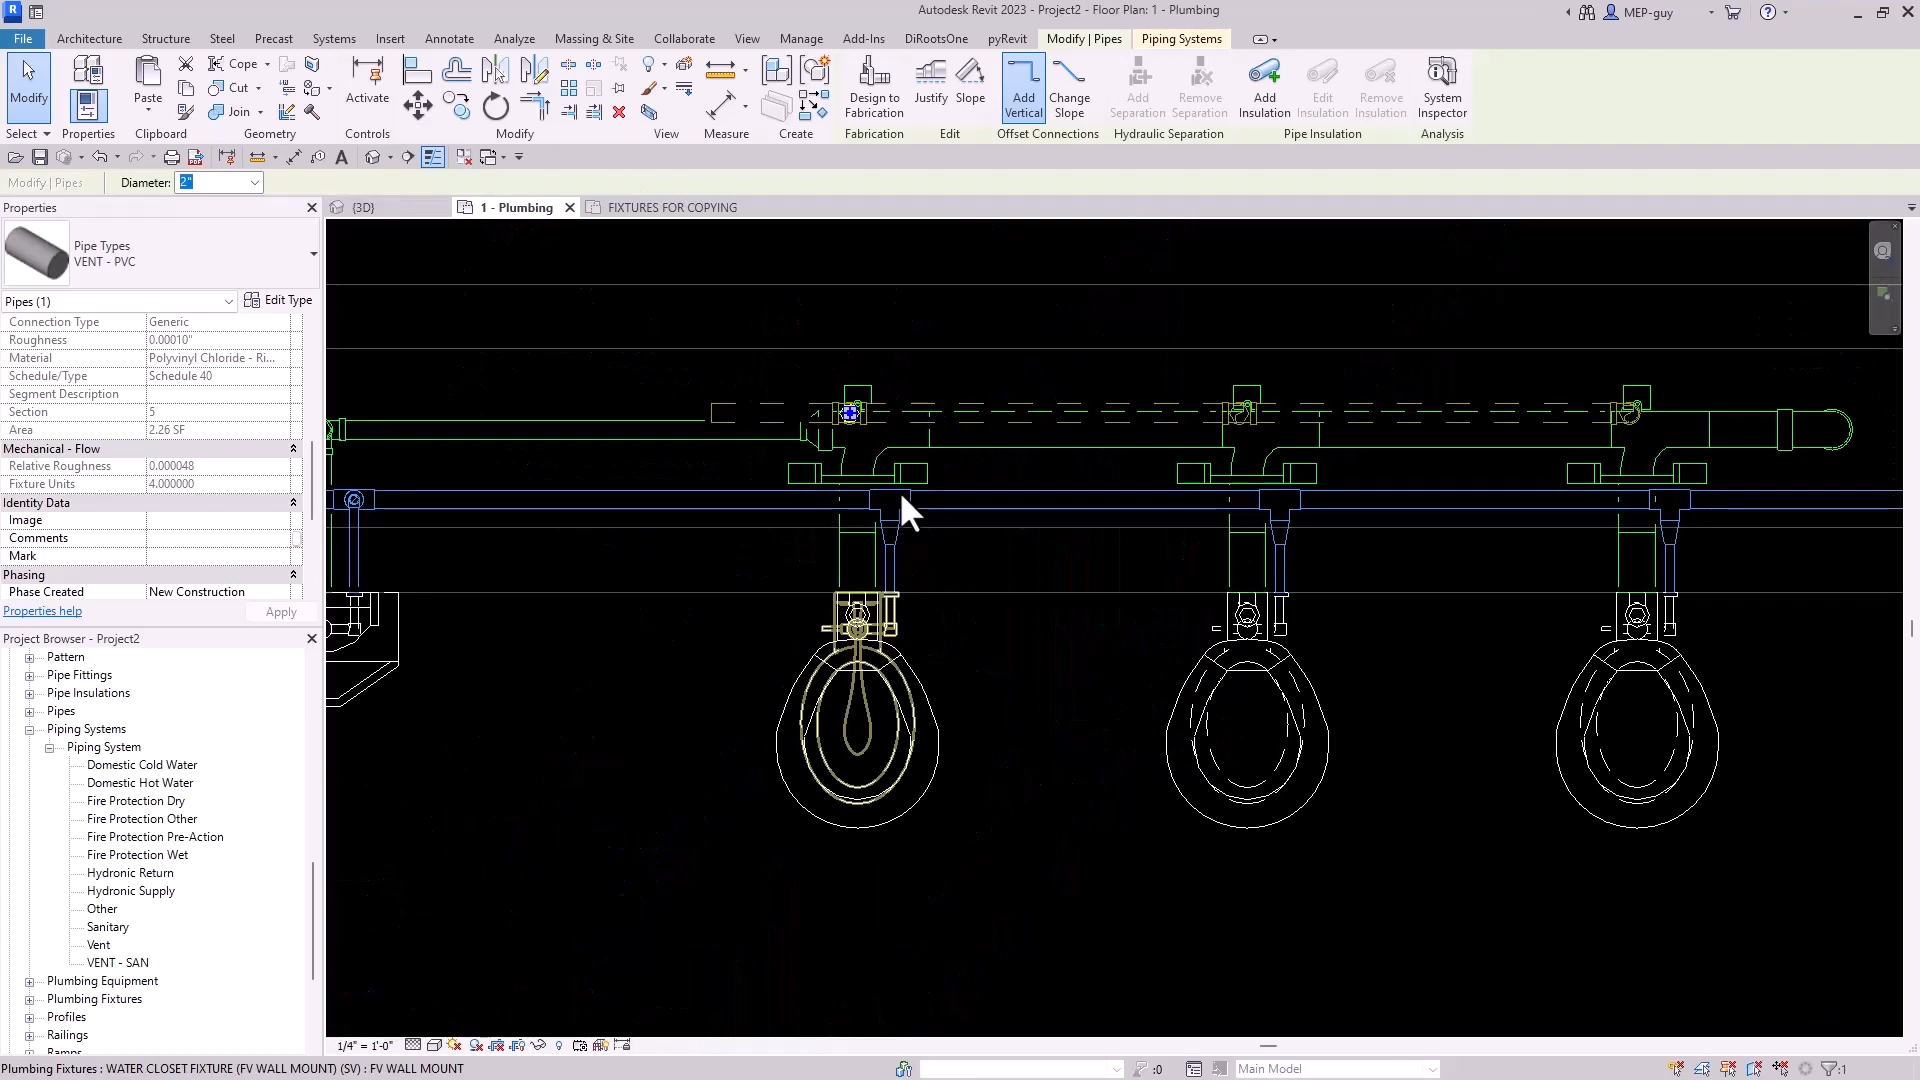 Autodesk Revit 2023 - Project2 - Floor Plan: 1 - Plumbing
MEP-guy
File Architecture Structure Steel Precast Systems Insert Annotate Analyze Massing & Site Collaborate View Manage Add-Ins DiRootsOne pyRevit Modify | Pipes Piping Systems
Modify
Paste
Cope
Cut
Join
Activate
Design to Fabrication
Justify
Slope
Add Vertical
Change Slope
Add Separation
Remove Separation
Add Insulation
Edit Insulation
Remove Insulation
System Inspector
Select Properties Clipboard Geometry Controls Modify View Measure Create Fabrication Edit Offset Connections Hydraulic Separation Pipe Insulation Analysis
Modify | Pipes Diameter: 2"
Properties
{3D} 1 - Plumbing FIXTURES FOR COPYING
Pipe Types
VENT - PVC
Pipes (1) Edit Type
Connection Type Generic
Roughness 0.00010"
Material Polyvinyl Chloride - Ri...
Schedule/Type Schedule 40
Segment Description
Section 5
Area 2.26 SF
Mechanical - Flow
Relative Roughness 0.000048
Fixture Units 4.000000
Identity Data
Image
Comments
Mark
Phasing
Phase Created New Construction
Properties help Apply
Project Browser - Project2
Pattern
Pipe Fittings
Pipe Insulations
Pipes
Piping Systems
Piping System
Domestic Cold Water
Domestic Hot Water
Fire Protection Dry
Fire Protection Other
Fire Protection Pre-Action
Fire Protection Wet
Hydronic Return
Hydronic Supply
Other
Sanitary
Vent
VENT - SAN
Plumbing Equipment
Plumbing Fixtures
Profiles
Railings
Ramps
1/4" = 1'-0"
Plumbing Fixtures : WATER CLOSET FIXTURE (FV WALL MOUNT) (SV) : FV WALL MOUNT
:0
Main Model
:1